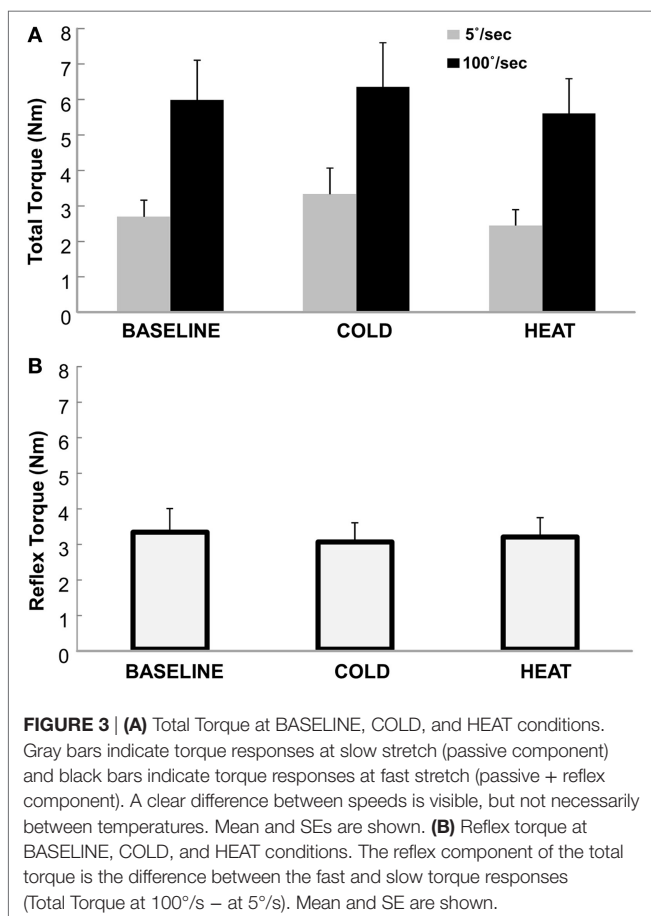 A
5°/sec
100°/sec
8
7
6
5
4
3
2
1
0
Total Torque (Nm)
BASELINE COLD HEAT
B
8
7
6
5
4
3
2
1
0
Reflex Torque (Nm)
BASELINE COLD HEAT
FIGURE 3 | (A) Total Torque at BASELINE, COLD, and HEAT conditions.
Gray bars indicate torque responses at slow stretch (passive component)
and black bars indicate torque responses at fast stretch (passive + reflex
component). A clear difference between speeds is visible, but not necessarily
between temperatures. Mean and SEs are shown. (B) Reflex torque at
BASELINE, COLD, and HEAT conditions. The reflex component of the total
torque is the difference between the fast and slow torque responses
(Total Torque at 100°/s − at 5°/s). Mean and SE are shown.